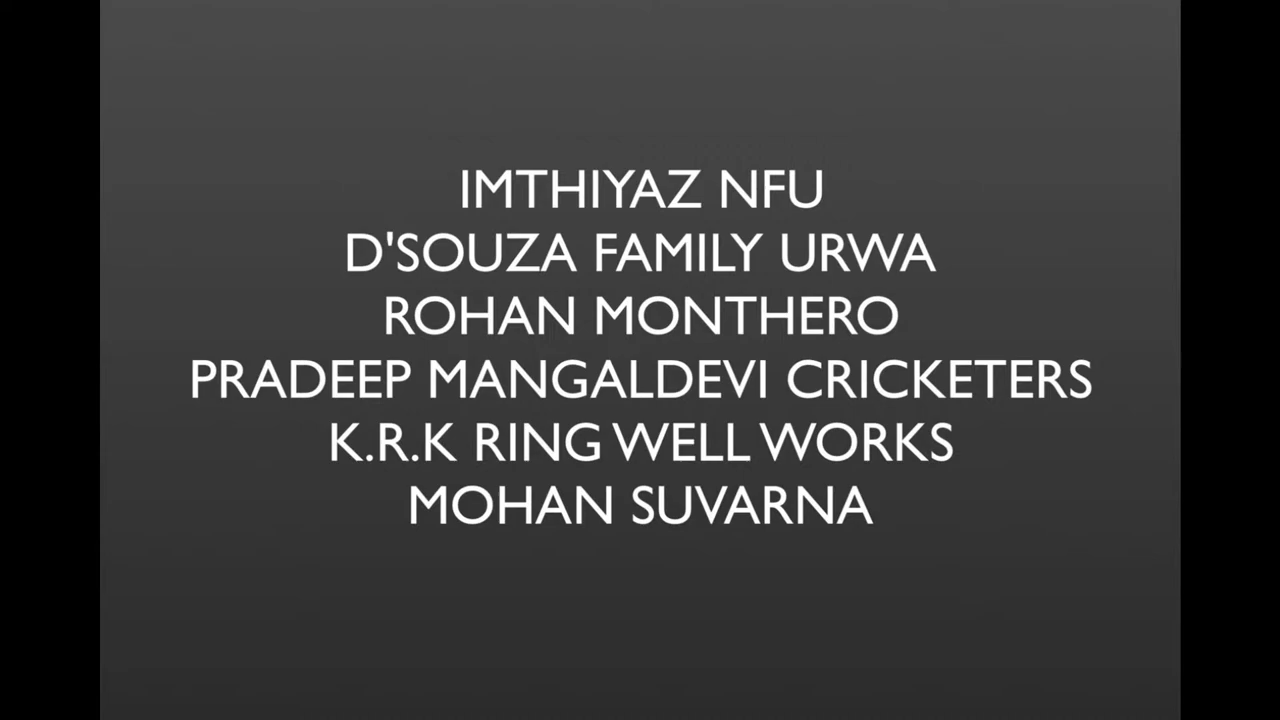 IMTHIYAZ NFU
D'SOUZA FAMILY URWA
ROHAN MONTHERO
PRADEEP MANGALDEVI CRICKETERS
K.R.K RING WELL WORKS
MOHAN SUVARNA